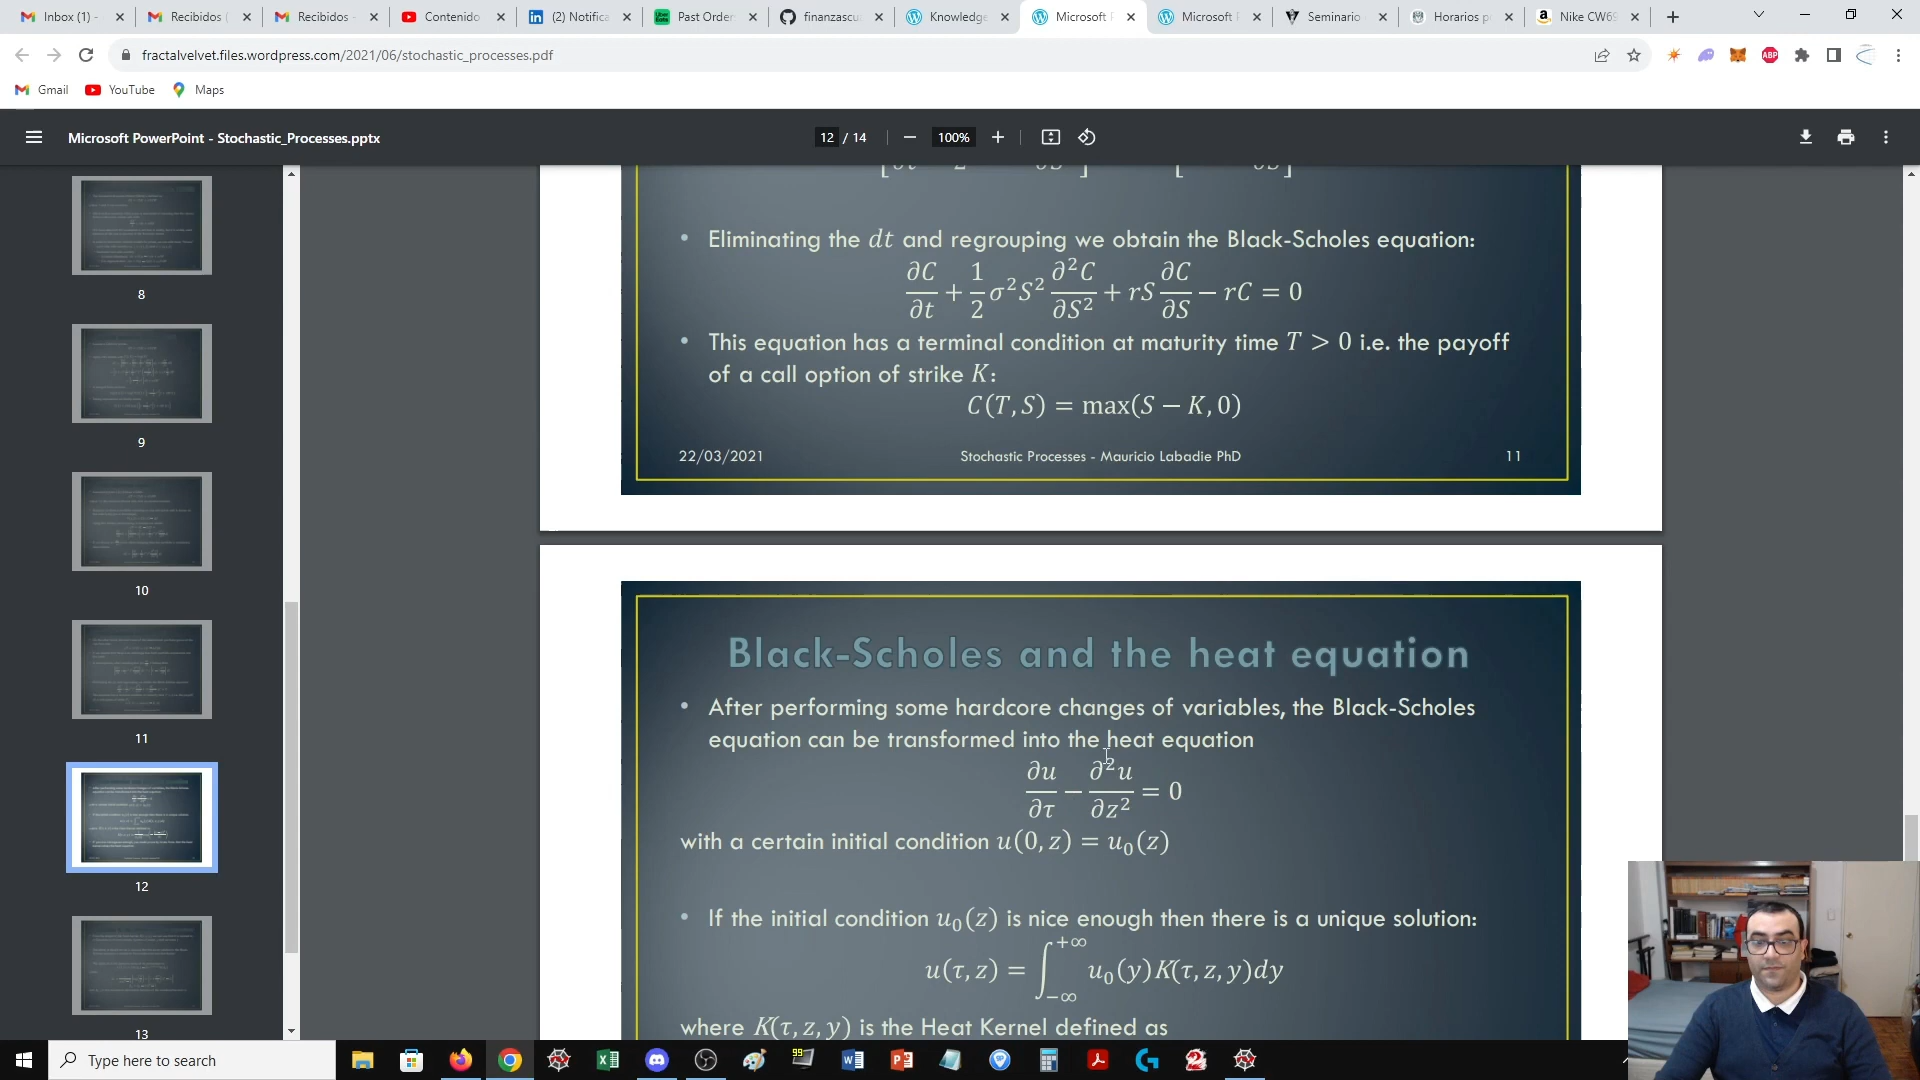 Inbox (1) -
Recibidos (
Recibidos -
Contenido
(2) Notifica
Past Order
finanzascu
Knowledge
Microsoft P
Microsoft P
Seminario
Horarios p
Nike CW69
fractalvelvet.files.wordpress.com/2021/06/stochastic_processes.pdf
Gmail
YouTube
Maps
Microsoft PowerPoint - Stochastic_Processes.pptx
12 / 14
100%
8
9
10
11
12
13
• Eliminating the dt and regrouping we obtain the Black-Scholes equation:
∂C/∂t + 1/2 σ²S² ∂²C/∂S² + rS ∂C/∂S − rC = 0
• This equation has a terminal condition at maturity time T > 0 i.e. the payoff
of a call option of strike K:
C(T, S) = max(S − K, 0)
22/03/2021
Stochastic Processes - Mauricio Labadie PhD
11
Black-Scholes and the heat equation
• After performing some hardcore changes of variables, the Black-Scholes
equation can be transformed into the heat equation
∂u/∂τ − ∂²u/∂z² = 0
with a certain initial condition u(0, z) = u₀(z)
• If the initial condition u₀(z) is nice enough then there is a unique solution:
u(τ, z) = ∫₋∞⁺∞ u₀(y)K(τ, z, y)dy
where K(τ, z, y) is the Heat Kernel defined as
Type here to search